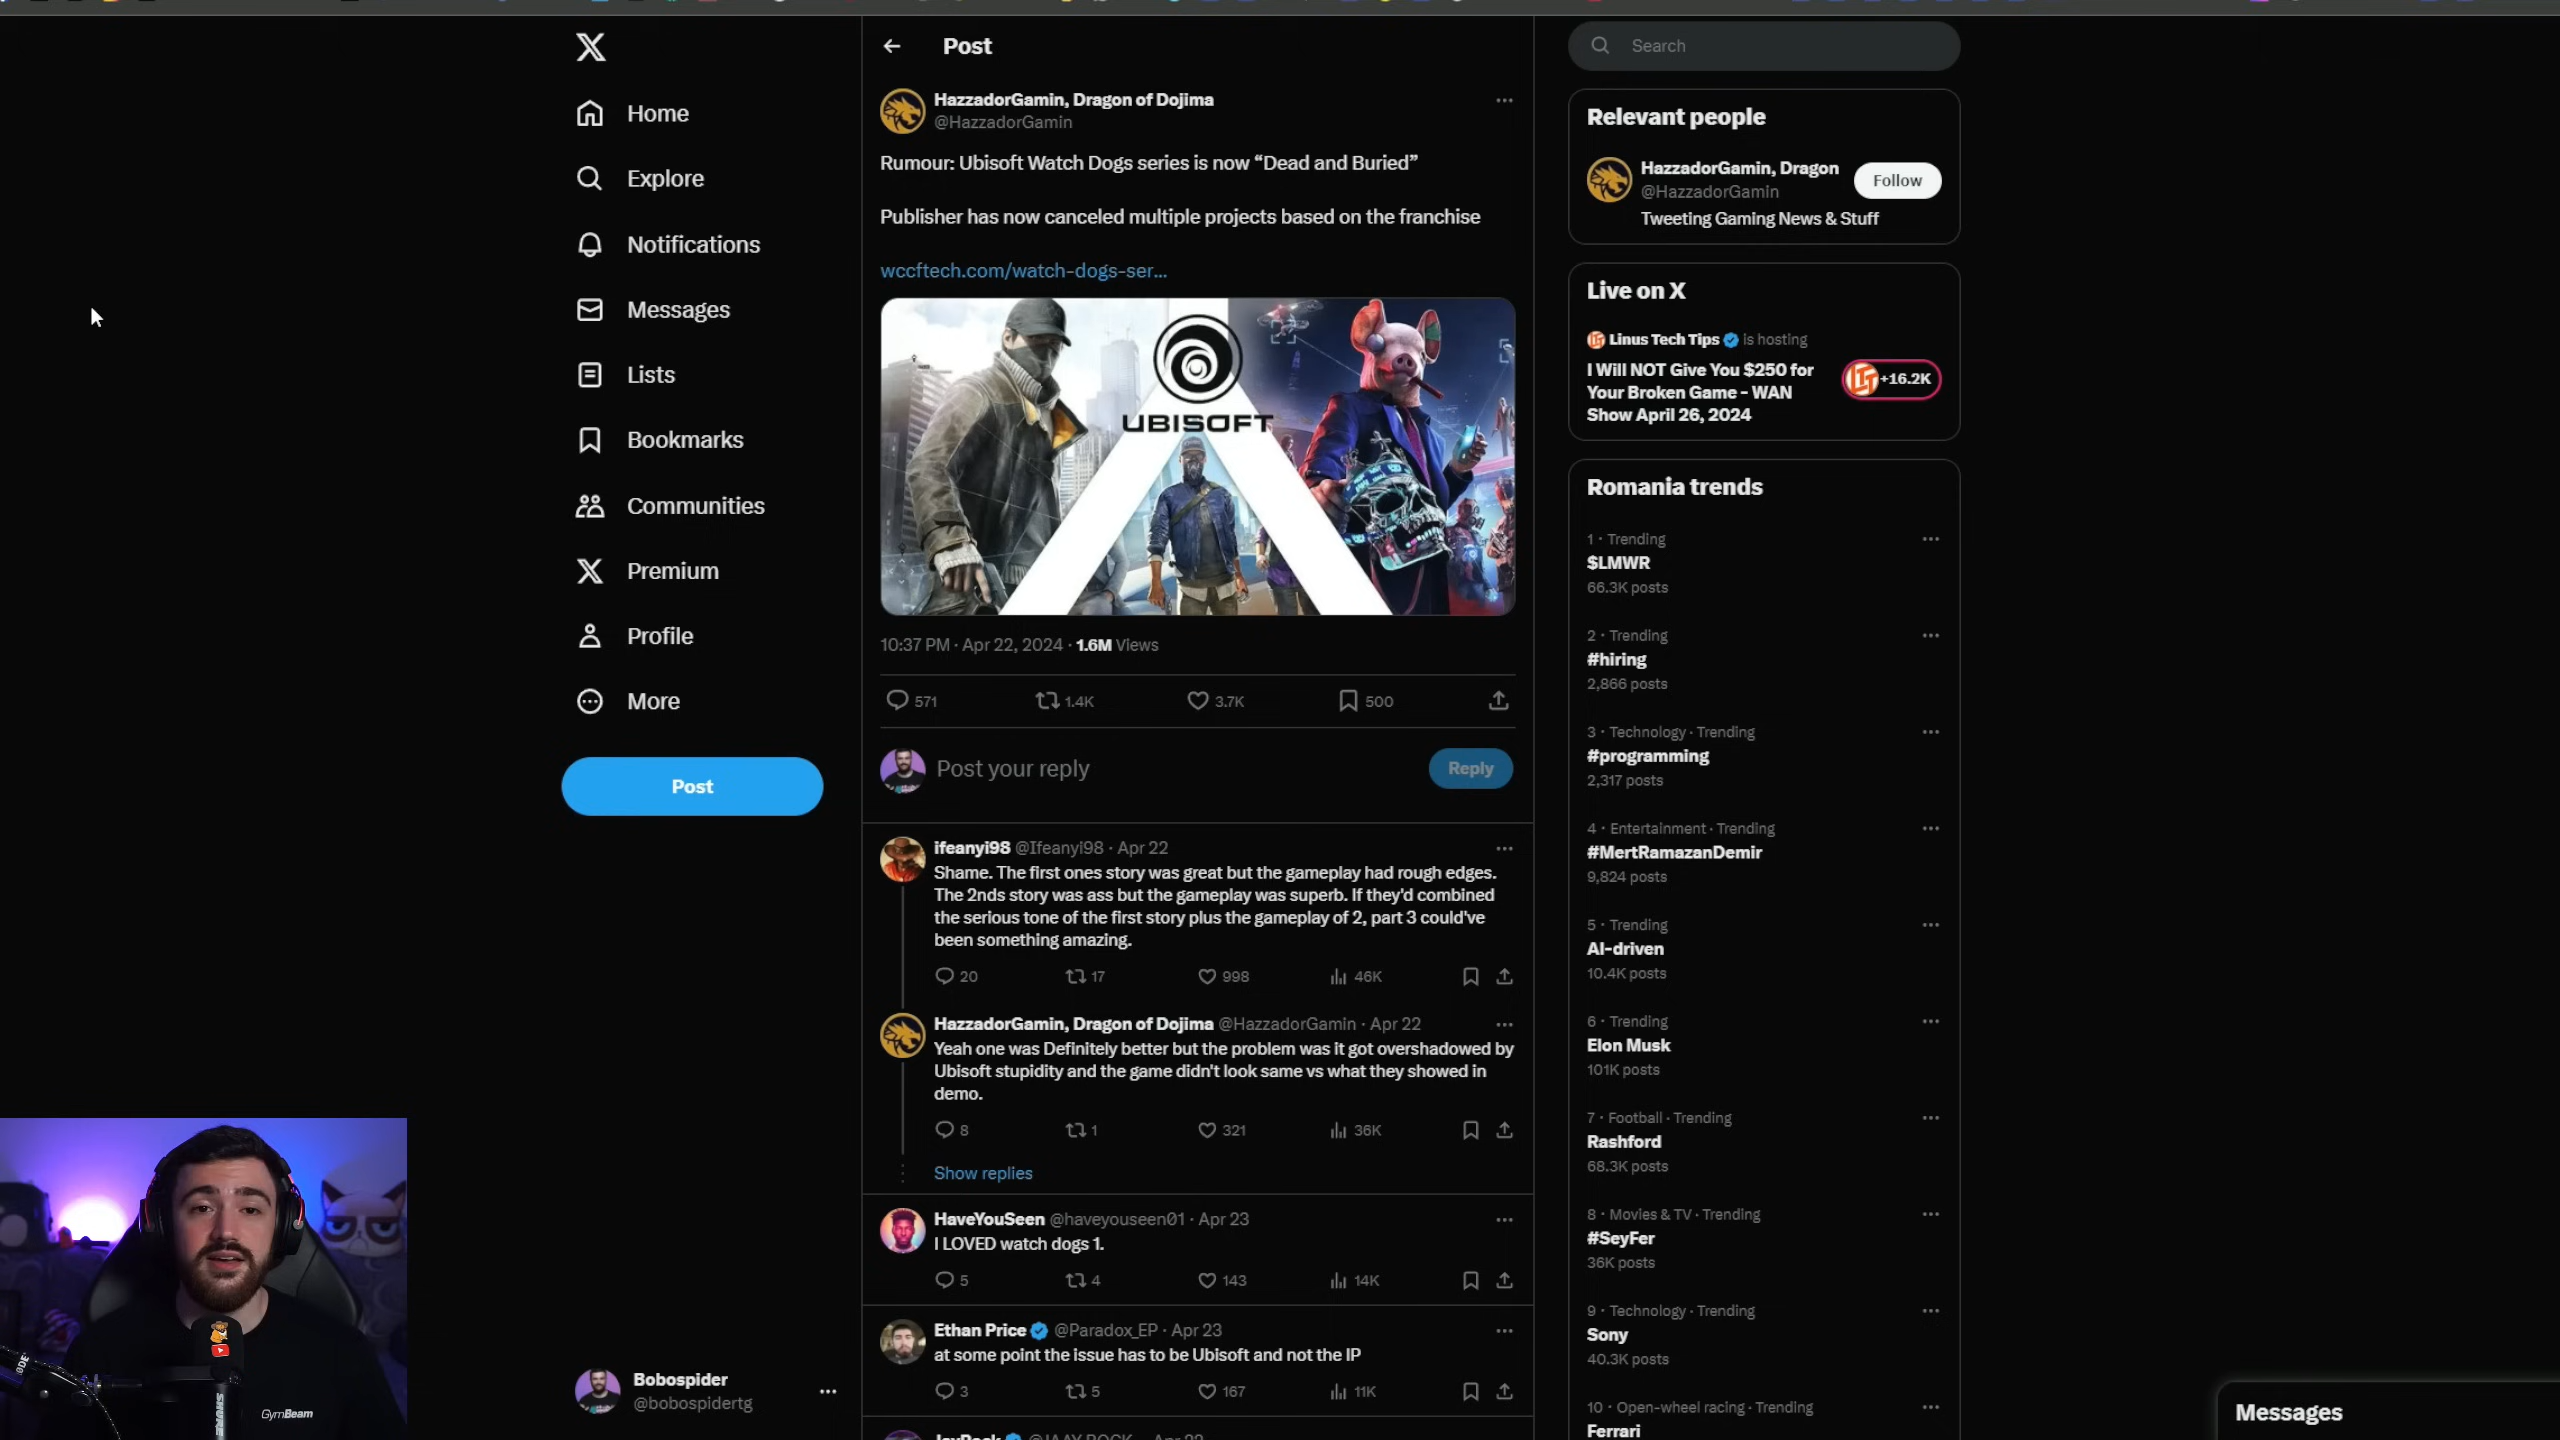 Home
Explore
Notifications
Messages
Lists
Bookmarks
Communities
Premium
Profile
More
Post
Bobospider
@bobospidertg
Post
HazzadorGamin, Dragon of Dojima
@HazzadorGamin
Rumour: Ubisoft Watch Dogs series is now “Dead and Buried”
Publisher has now canceled multiple projects based on the franchise
wccftech.com/watch-dogs-ser...
UBISOFT
10:37 PM · Apr 22, 2024 · 1.6M Views
571 1.4K 3.7K 500
Post your reply
Reply
ifeanyi98 @Ifeanyi98 · Apr 22
Shame. The first ones story was great but the gameplay had rough edges.
The 2nds story was ass but the gameplay was superb. If they'd combined
the serious tone of the first story plus the gameplay of 2, part 3 could've
been something amazing.
20 17 998 46K
HazzadorGamin, Dragon of Dojima @HazzadorGamin · Apr 22
Yeah one was Definitely better but the problem was it got overshadowed by
Ubisoft stupidity and the game didn't look same vs what they showed in
demo.
8 1 321 36K
Show replies
HaveYouSeen @haveyouseen01 · Apr 23
I LOVED watch dogs 1.
5 4 143 14K
Ethan Price @Paradox_EP · Apr 23
at some point the issue has to be Ubisoft and not the IP
3 5 167 11K
Search
Relevant people
HazzadorGamin, Dragon
@HazzadorGamin
Follow
Tweeting Gaming News & Stuff
Live on X
Linus Tech Tips is hosting
I Will NOT Give You $250 for
Your Broken Game - WAN
Show April 26, 2024
+16.2K
Romania trends
1 · Trending
$LMWR
66.3K posts
2 · Trending
#hiring
2,866 posts
3 · Technology · Trending
#programming
2,317 posts
4 · Entertainment · Trending
#MertRamazanDemir
9,824 posts
5 · Trending
AI-driven
10.4K posts
6 · Trending
Elon Musk
101K posts
7 · Football · Trending
Rashford
68.3K posts
8 · Movies & TV · Trending
#SeyFer
36K posts
9 · Technology · Trending
Sony
40.3K posts
10 · Open-wheel racing · Trending
Ferrari
Messages
SHURE
GymBeam